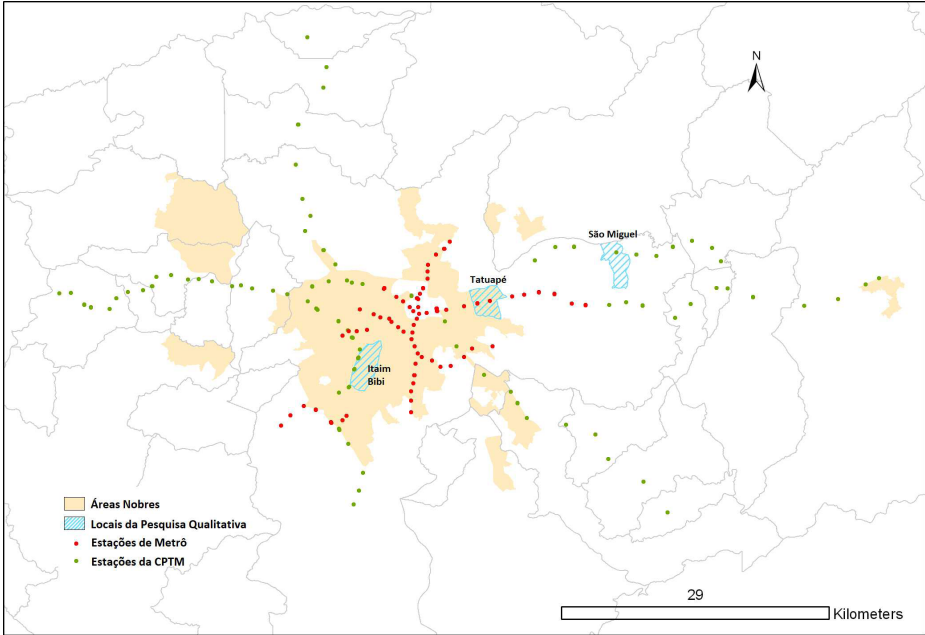 N
São Miguel
Tatuapé
Itaim
Bibi
Áreas Nobres
Locais da Pesquisa Qualitativa
Estações de Metrô
Estações da CPTM
29
Kilometers